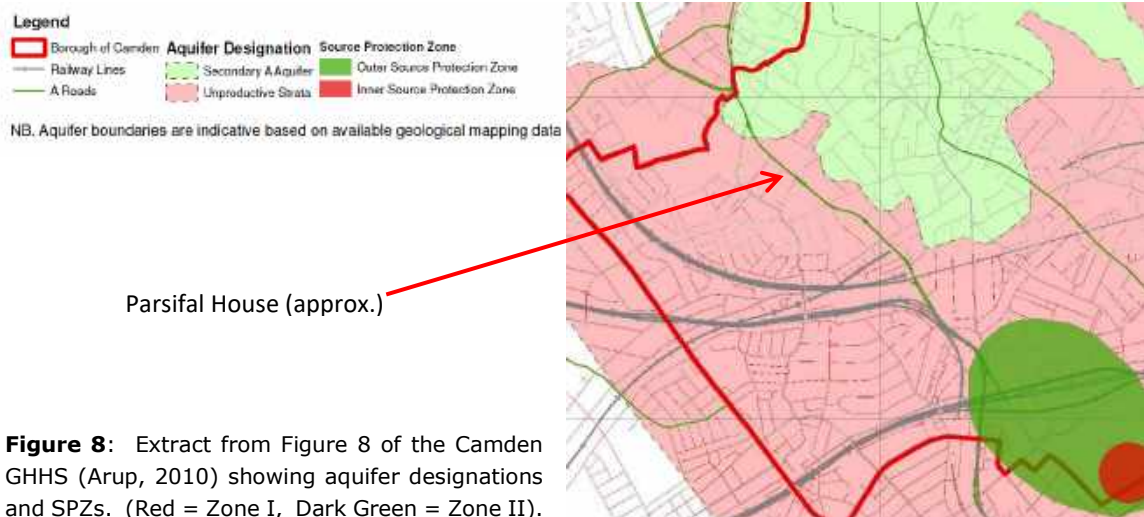 Legend
Borough of Camden Aquifer Designation Source Protection Zone
Railway Lines Secondary A Aquifer Outer Source Protection Zone
A Roads Unproductive Strata Inner Source Protection Zone
NB. Aquifer boundaries are indicative based on available geological mapping data
Parsifal House (approx.)
Figure 8: Extract from Figure 8 of the Camden
GHHS (Arup, 2010) showing aquifer designations
and SPZs. (Red = Zone I, Dark Green = Zone II).